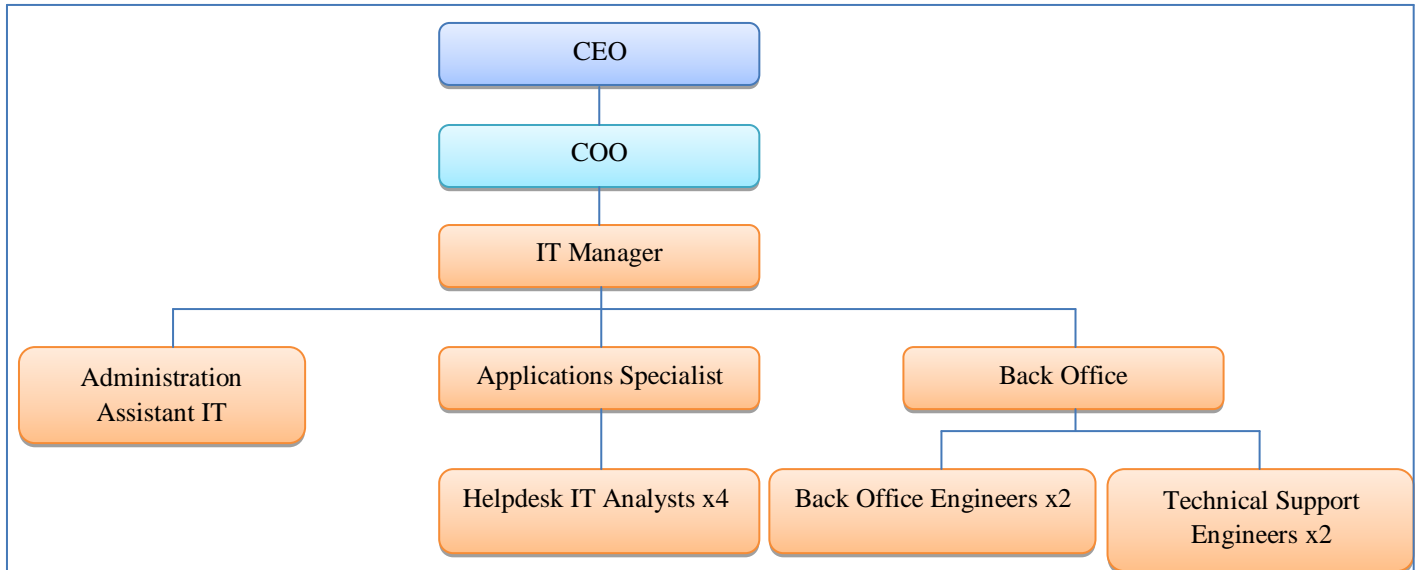 CEO
COO
IT Manager
Administration
Assistant IT
Applications Specialist
Back Office
Helpdesk IT Analysts x4
Back Office Engineers x2
Technical Support
Engineers x2